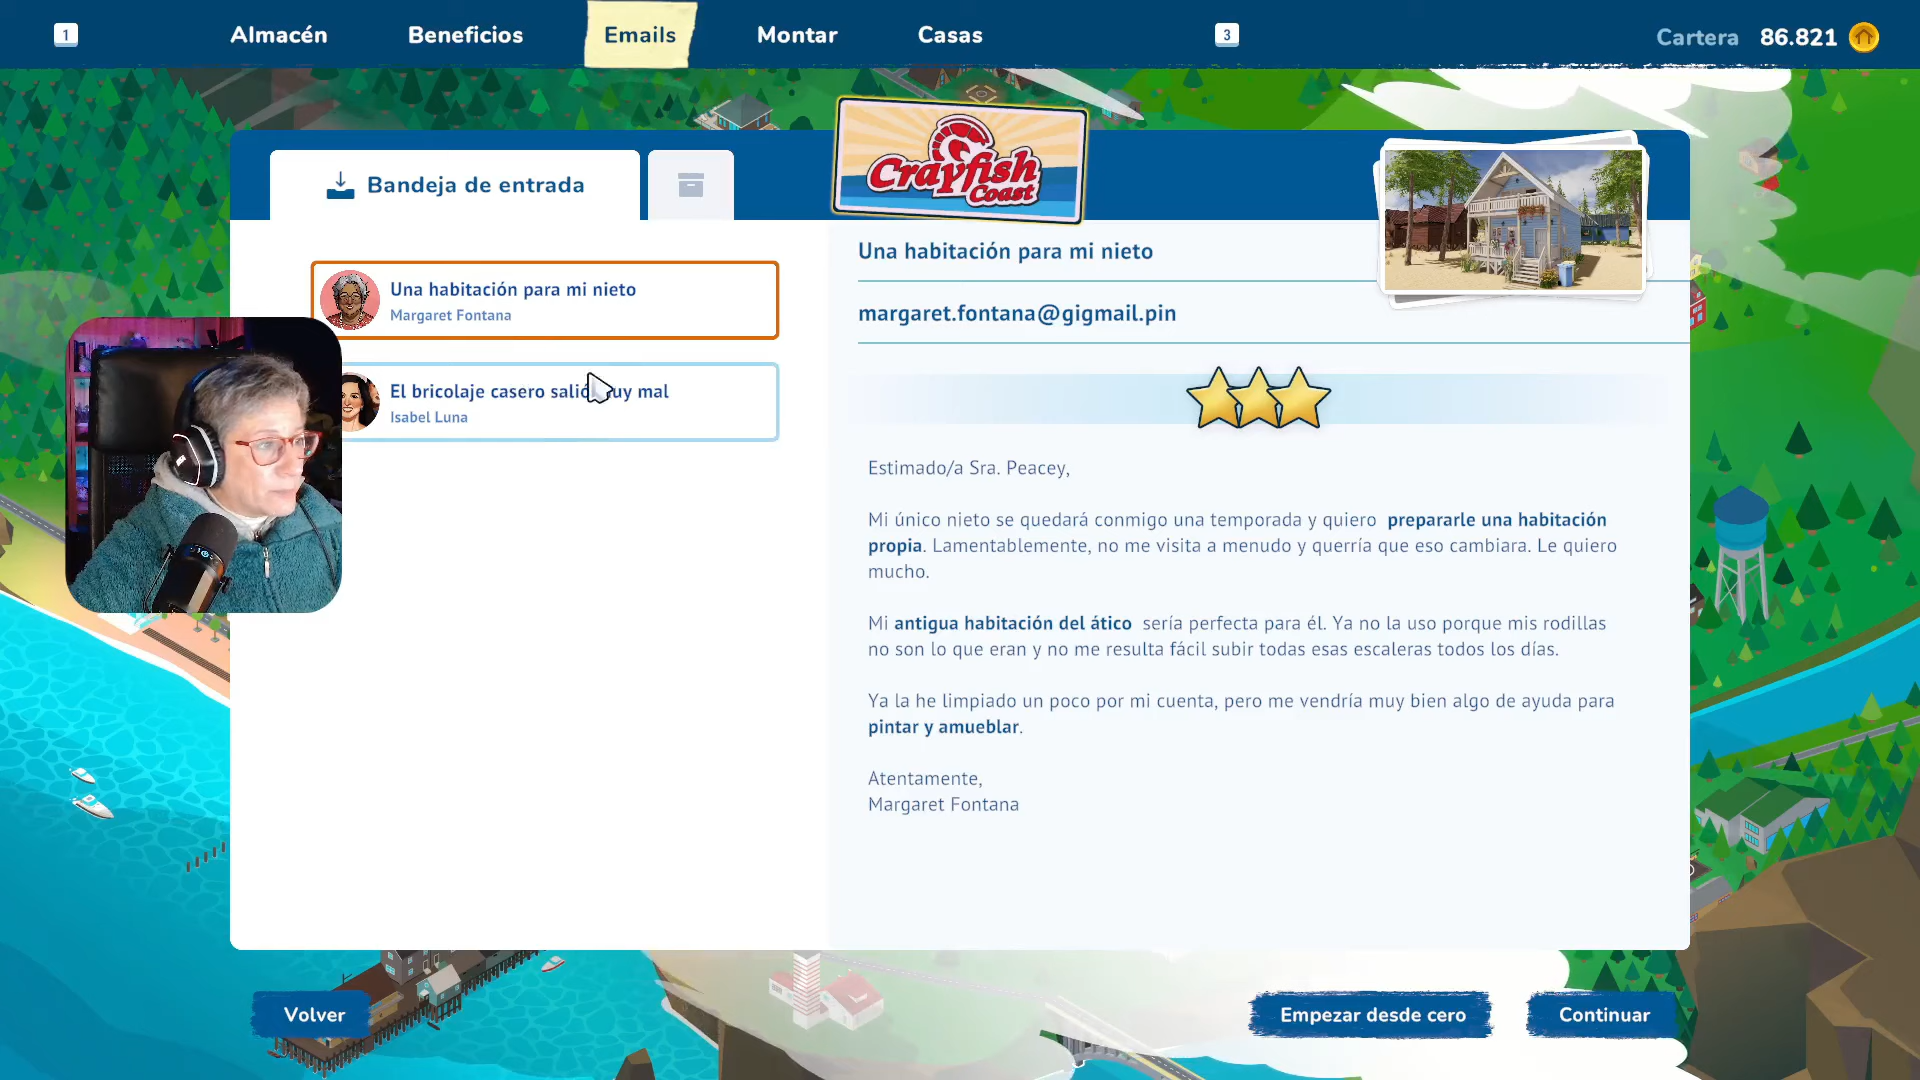 1
Almacén
Beneficios
Emails
Montar
Casas
3
Cartera 86.821
Bandeja de entrada
Crayfish
Coast
Una habitación para mi nieto
Margaret Fontana
El bricolaje casero salió muy mal
Isabel Luna
Una habitación para mi nieto
margaret.fontana@gigmail.pin
Estimado/a Sra. Peacey,
Mi único nieto se quedará conmigo una temporada y quiero prepararle una habitación
propia. Lamentablemente, no me visita a menudo y querría que eso cambiara. Le quiero
mucho.
Mi antigua habitación del ático sería perfecta para él. Ya no la uso porque mis rodillas
no son lo que eran y no me resulta fácil subir todas esas escaleras todos los días.
Ya la he limpiado un poco por mi cuenta, pero me vendría muy bien algo de ayuda para
pintar y amueblar.
Atentamente,
Margaret Fontana
Volver
Empezar desde cero
Continuar